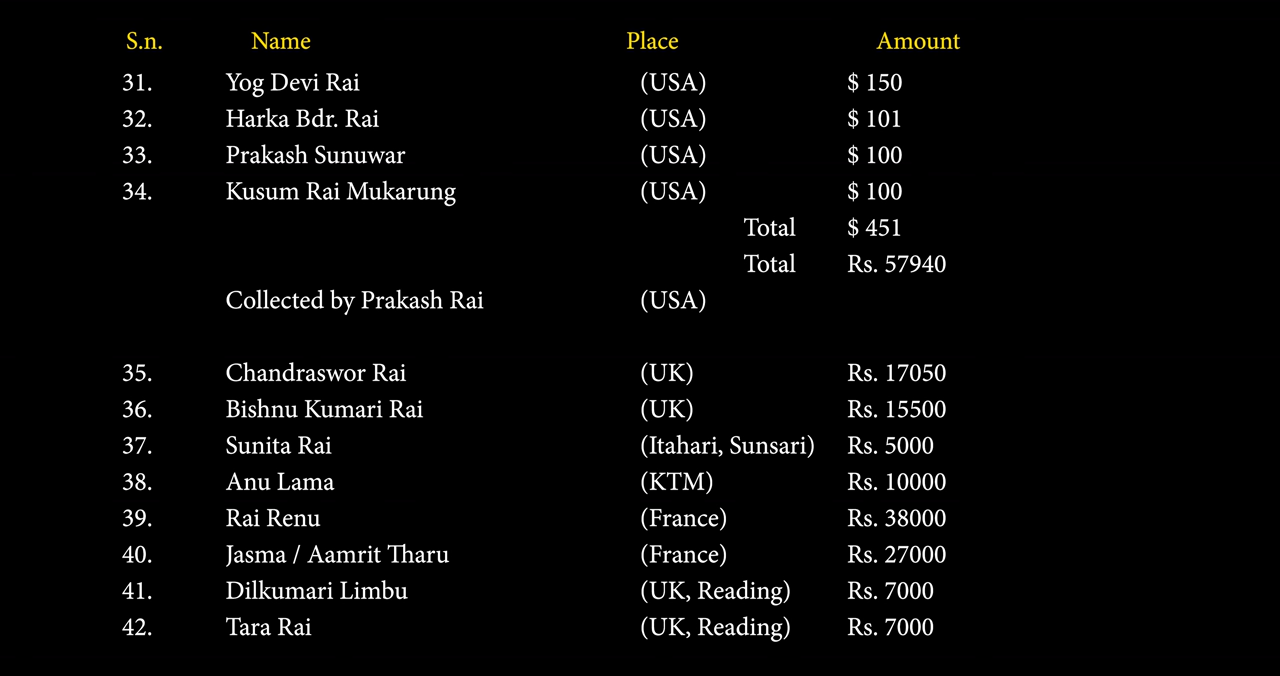 S.n. Name Place Amount
31. Yog Devi Rai (USA) $ 150
32. Harka Bdr. Rai (USA) $ 101
33. Prakash Sunuwar (USA) $ 100
34. Kusum Rai Mukarung (USA) $ 100
Total $ 451
Total Rs. 57940
Collected by Prakash Rai (USA)
35. Chandraswor Rai (UK) Rs. 17050
36. Bishnu Kumari Rai (UK) Rs. 15500
37. Sunita Rai (Itahari, Sunsari) Rs. 5000
38. Anu Lama (KTM) Rs. 10000
39. Rai Renu (France) Rs. 38000
40. Jasma / Aamrit Tharu (France) Rs. 27000
41. Dilkumari Limbu (UK, Reading) Rs. 7000
42. Tara Rai (UK, Reading) Rs. 7000